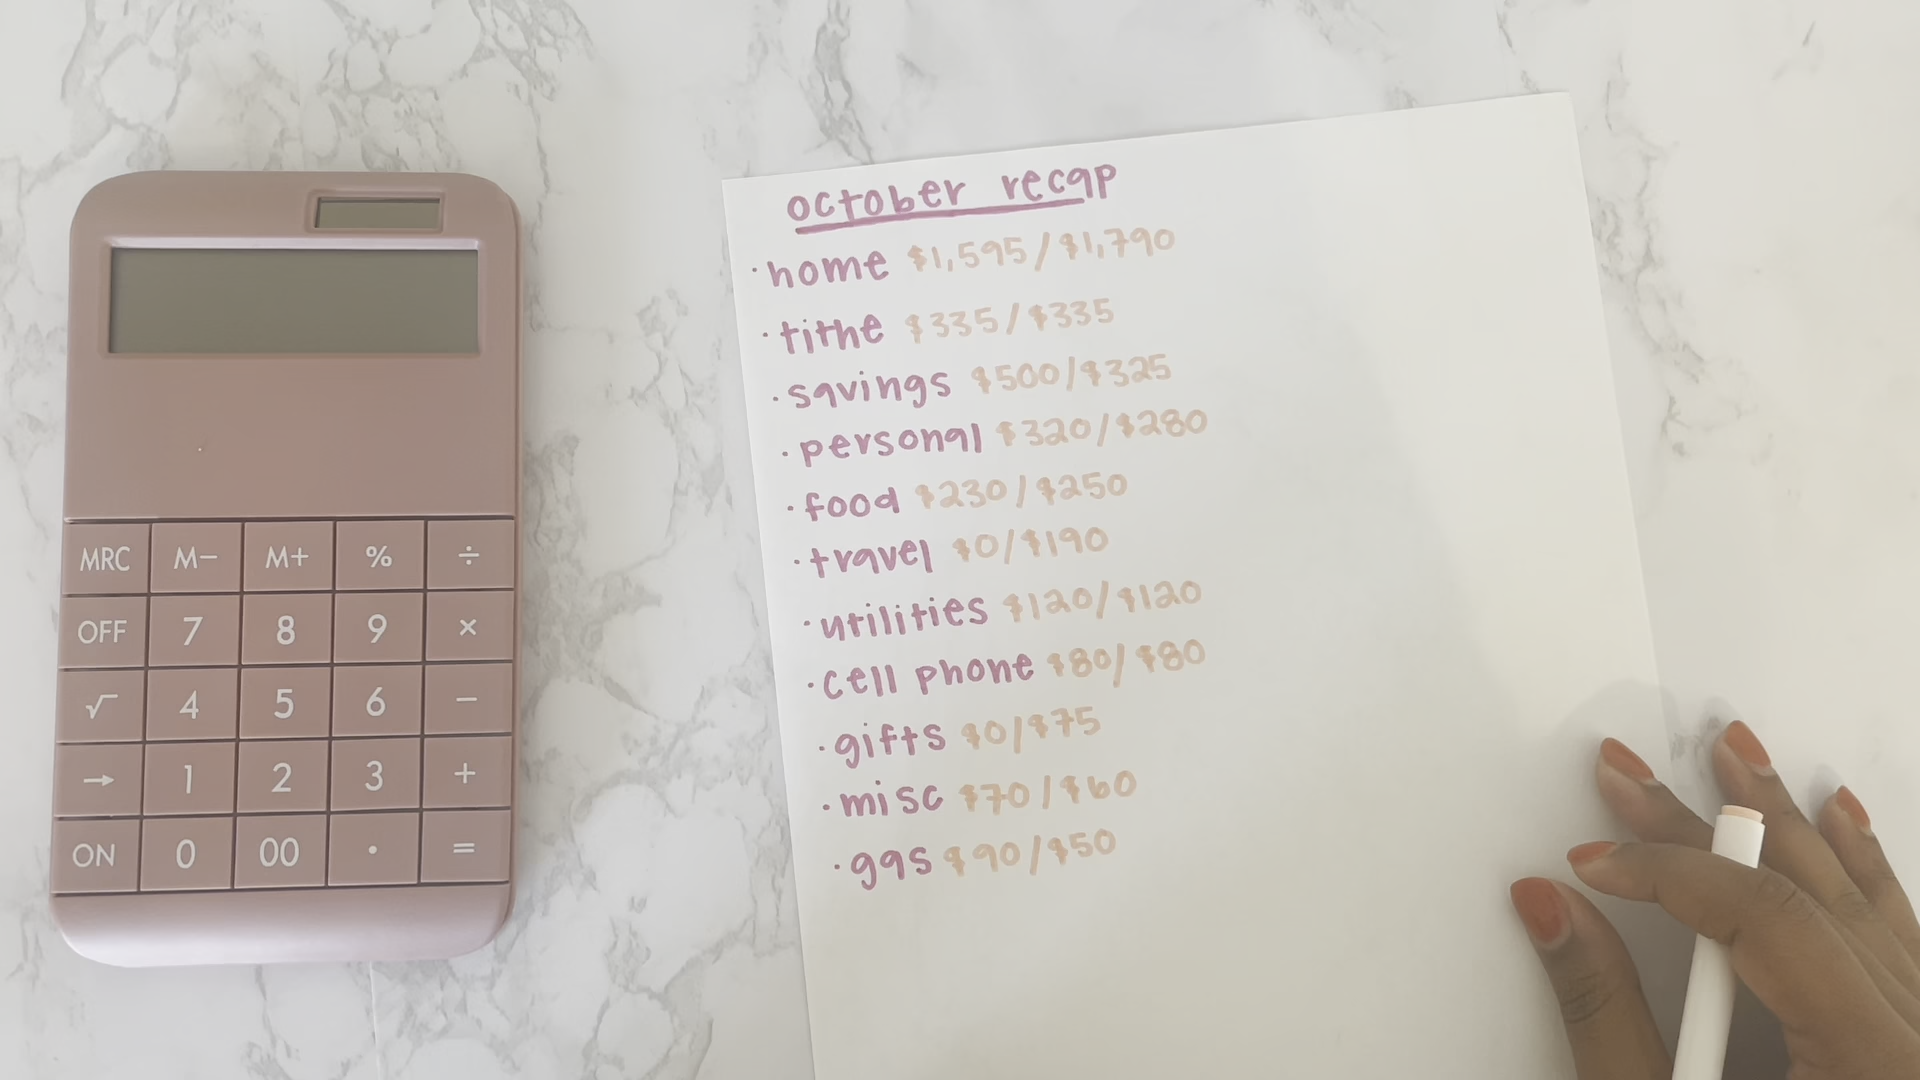 october recap
· home $1,595/$1,790
· tithe $335/$335
· savings $500/$325
· personal $320/$280
· food $230/$250
· travel $0/$190
· utilities $120/$120
· cell phone $80/$80
· gifts $0/$75
· misc $70/$60
· gas $90/$50
MRC M− M+ % ÷
OFF 7 8 9 ×
√ 4 5 6 −
→ 1 2 3 +
ON 0 00 · =